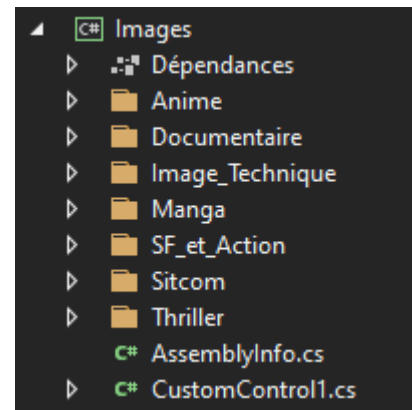 C# Images
Dépendances
Anime
Documentaire
Image_Technique
Manga
SF_et_Action
Sitcom
Thriller
C# AssemblyInfo.cs
C# CustomControl1.cs